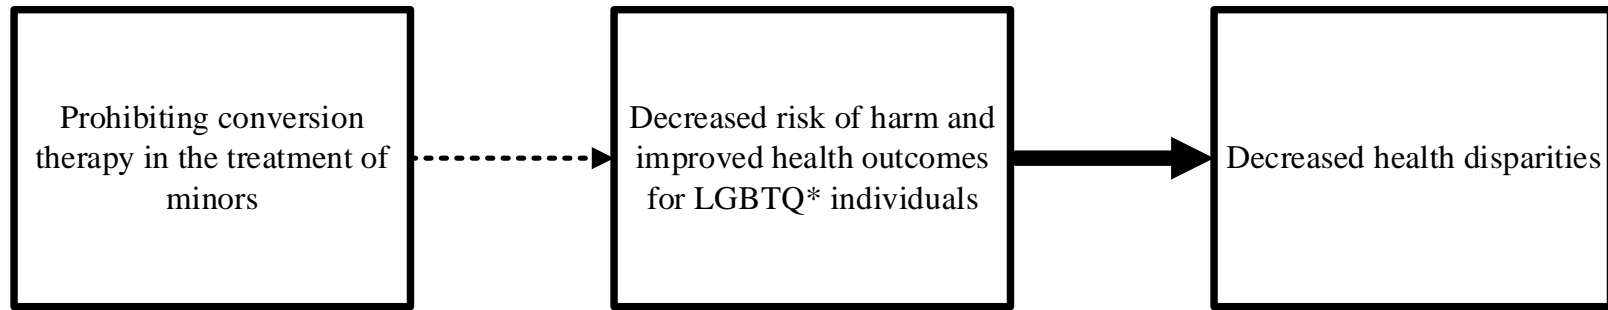 Prohibiting conversion
therapy in the treatment of
minors
Decreased risk of harm and
improved health outcomes
for LGBTQ* individuals
Decreased health disparities